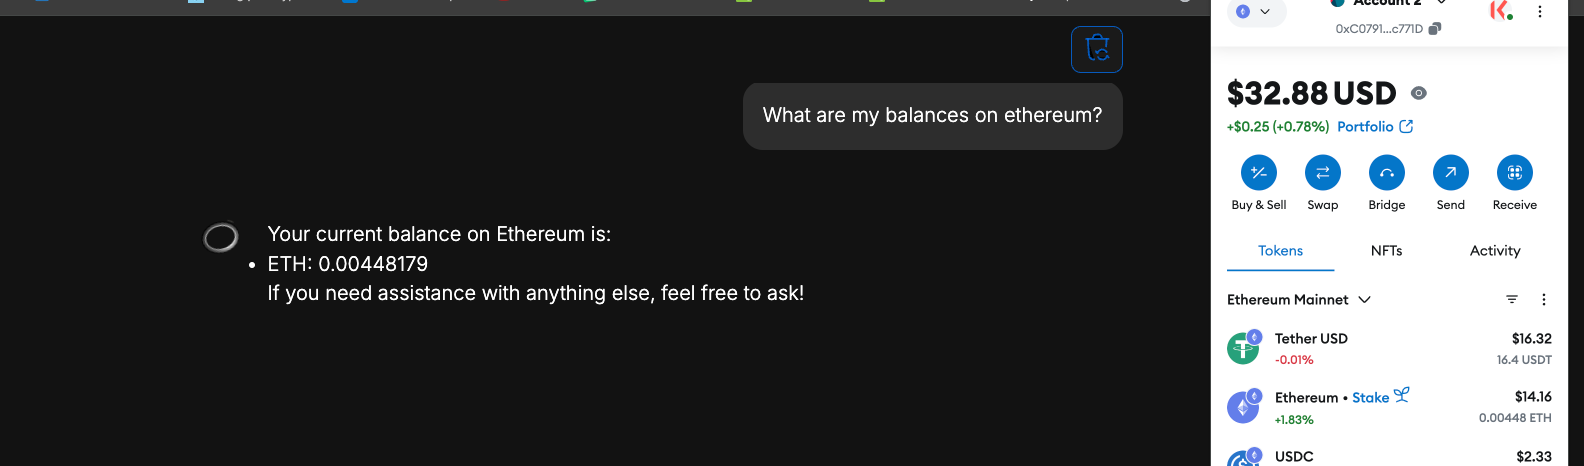 What are my balances on ethereum?
Your current balance on Ethereum is:
• ETH: 0.00448179
If you need assistance with anything else, feel free to ask!
Account 2
0xC0791...c771D
$32.88 USD
+$0.25 (+0.78%) Portfolio
Buy & Sell Swap Bridge Send Receive
Tokens NFTs Activity
Ethereum Mainnet
Tether USD $16.32
-0.01% 16.4 USDT
Ethereum • Stake $14.16
+1.83% 0.00448 ETH
USDC $2.33